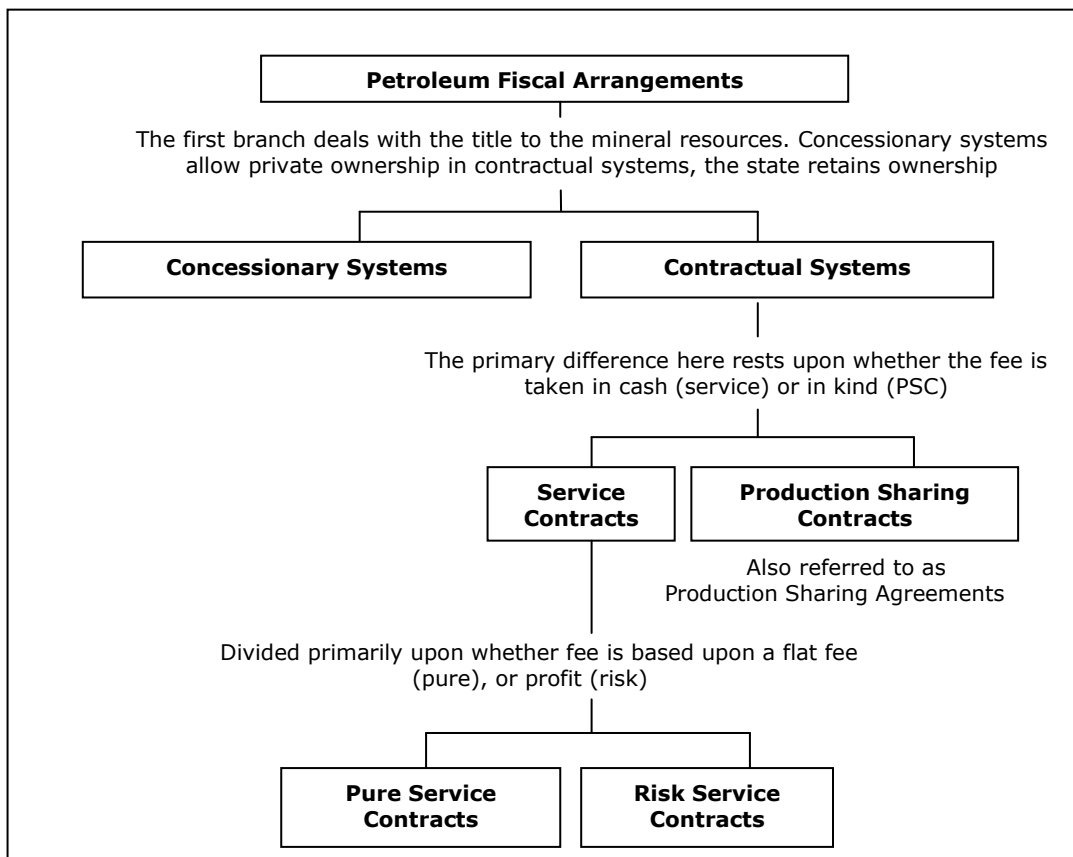 Petroleum Fiscal Arrangements
The first branch deals with the title to the mineral resources. Concessionary systems
allow private ownership in contractual systems, the state retains ownership
Concessionary Systems
Contractual Systems
The primary difference here rests upon whether the fee is
taken in cash (service) or in kind (PSC)
Service
Contracts
Production Sharing
Contracts
Also referred to as
Production Sharing Agreements
Divided primarily upon whether fee is based upon a flat fee
(pure), or profit (risk)
Pure Service
Contracts
Risk Service
Contracts